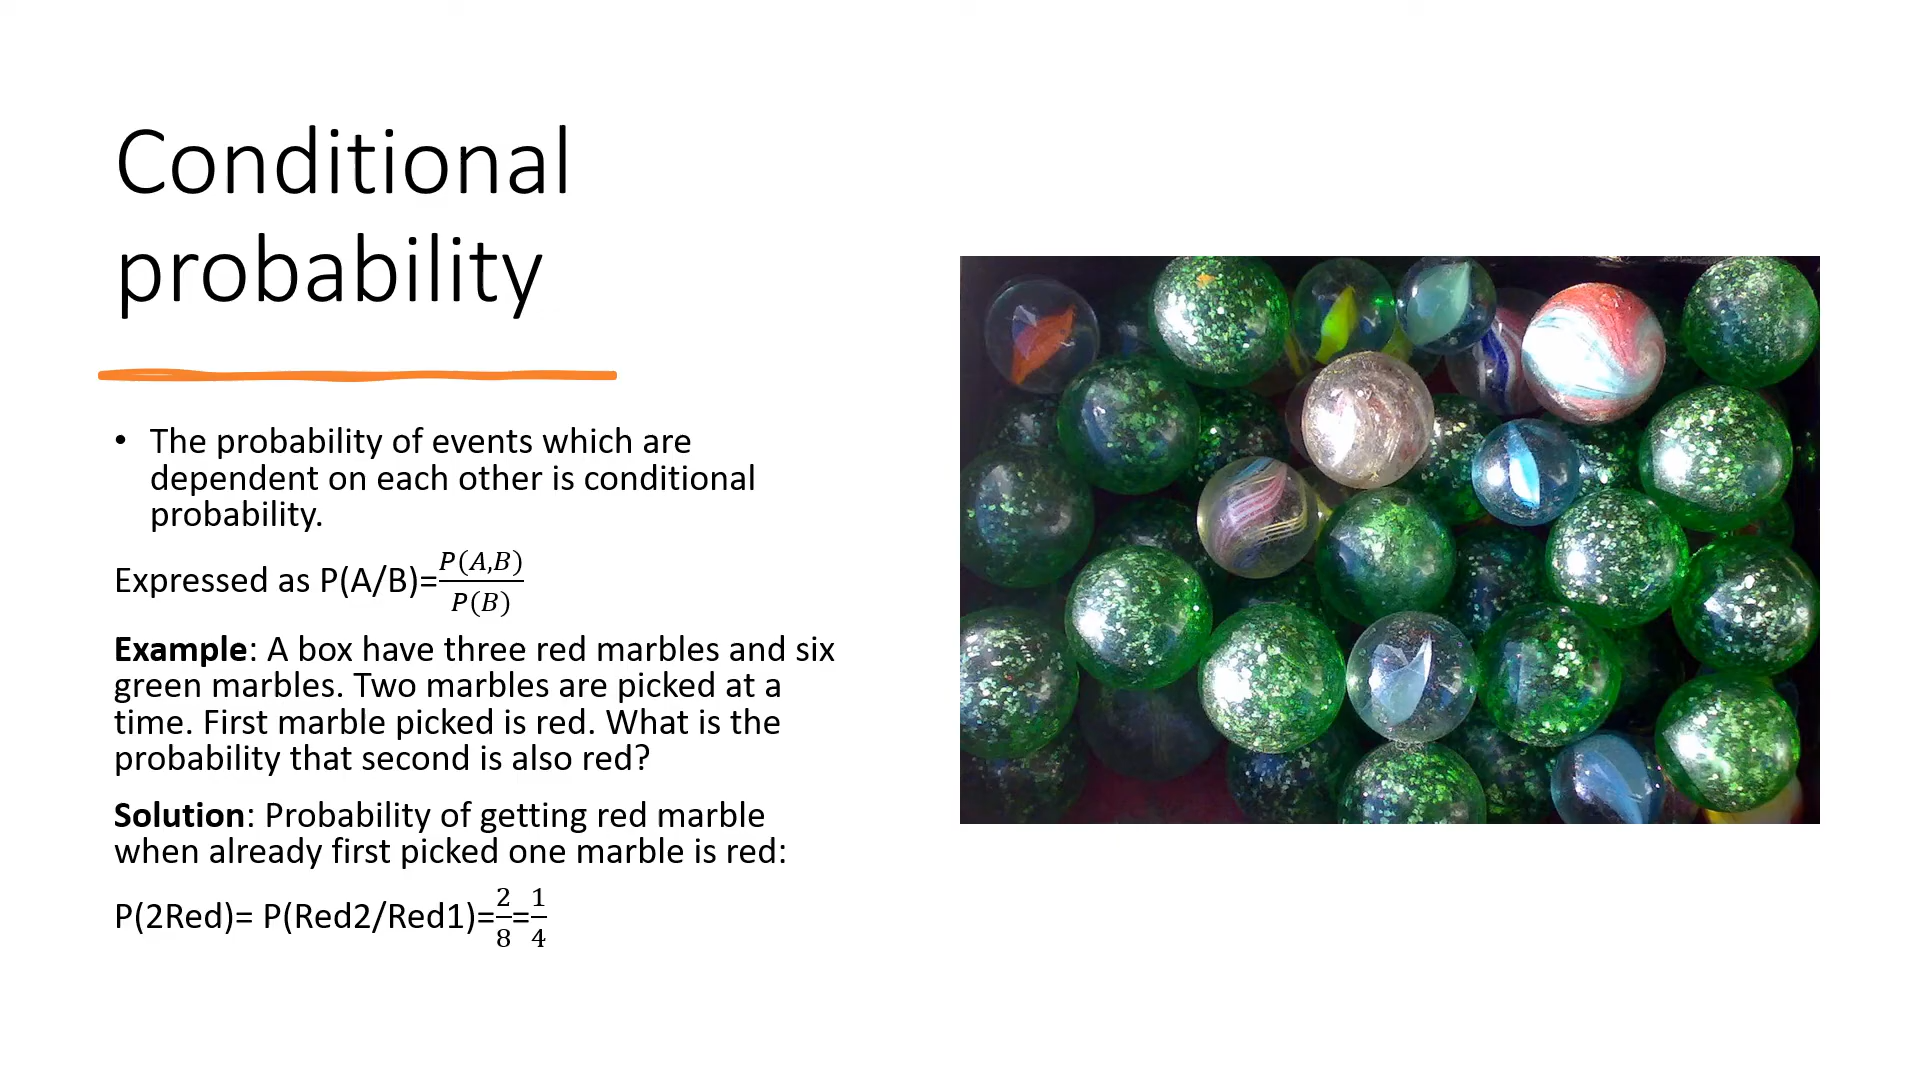 Conditional
probability
• The probability of events which are
dependent on each other is conditional
probability.
Expressed as P(A/B)=\frac{P(A,B)}{P(B)}
Example: A box have three red marbles and six
green marbles. Two marbles are picked at a
time. First marble picked is red. What is the
probability that second is also red?
Solution: Probability of getting red marble
when already first picked one marble is red:
P(2Red)= P(Red2/Red1)=\frac{2}{8}=\frac{1}{4}